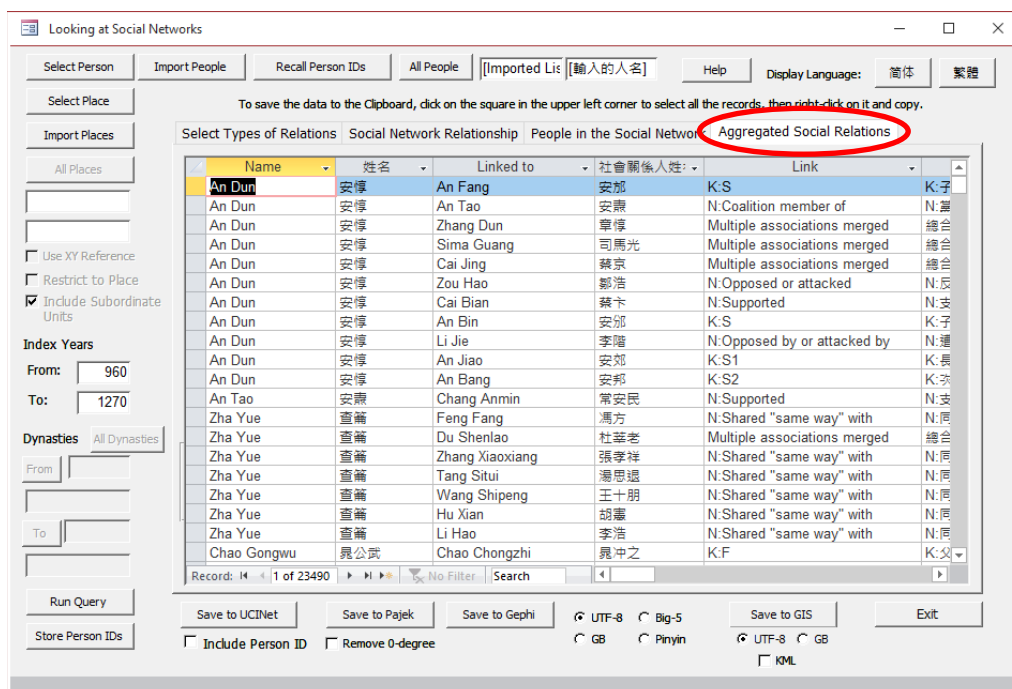 Looking at Social Networks
Select Person Import People Recall Person IDs All People [Imported Lis [輸入的人名] Help Display Language: 简体 繁體
Select Place To save the data to the Clipboard, click on the square in the upper left corner to select all the records, then right-click on it and copy.
Import Places Select Types of Relations Social Network Relationship People in the Social Network Aggregated Social Relations
All Places
Name 姓名 Linked to 社會關係人姓 Link
An Dun 安惇 An Fang 安邡 K:S K:子
An Dun 安惇 An Tao 安燾 N:Coalition member of N:黨
An Dun 安惇 Zhang Dun 章惇 Multiple associations merged 總合
An Dun 安惇 Sima Guang 司馬光 Multiple associations merged 總合
An Dun 安惇 Cai Jing 蔡京 Multiple associations merged 總合
An Dun 安惇 Zou Hao 鄒浩 N:Opposed or attacked N:反
An Dun 安惇 Cai Bian 蔡卞 N:Supported N:支
An Dun 安惇 An Bin 安邠 K:S K:子
An Dun 安惇 Li Jie 李階 N:Opposed by or attacked by N:遭
An Dun 安惇 An Jiao 安郊 K:S1 K:長
An Dun 安惇 An Bang 安邦 K:S2 K:次
An Tao 安燾 Chang Anmin 常安民 N:Supported N:支
Zha Yue 查籥 Feng Fang 馮方 N:Shared "same way" with N:同
Zha Yue 查籥 Du Shenlao 杜莘老 Multiple associations merged 總合
Zha Yue 查籥 Zhang Xiaoxiang 張孝祥 N:Shared "same way" with N:同
Zha Yue 查籥 Tang Situi 湯思退 N:Shared "same way" with N:同
Zha Yue 查籥 Wang Shipeng 王十朋 N:Shared "same way" with N:同
Zha Yue 查籥 Hu Xian 胡憲 N:Shared "same way" with N:同
Zha Yue 查籥 Li Hao 李浩 N:Shared "same way" with N:同
Chao Gongwu 晁公武 Chao Chongzhi 晁冲之 K:F K:父
Record: 1 of 23490 No Filter Search
Use XY Reference
Restrict to Place
Include Subordinate
Units
Index Years
From: 960
To: 1270
Dynasties All Dynasties
From
To
Run Query
Store Person IDs
Save to UCINet Save to Pajek Save to Gephi UTF-8 Big-5 Save to GIS Exit
Include Person ID Remove 0-degree GB Pinyin UTF-8 GB
KML